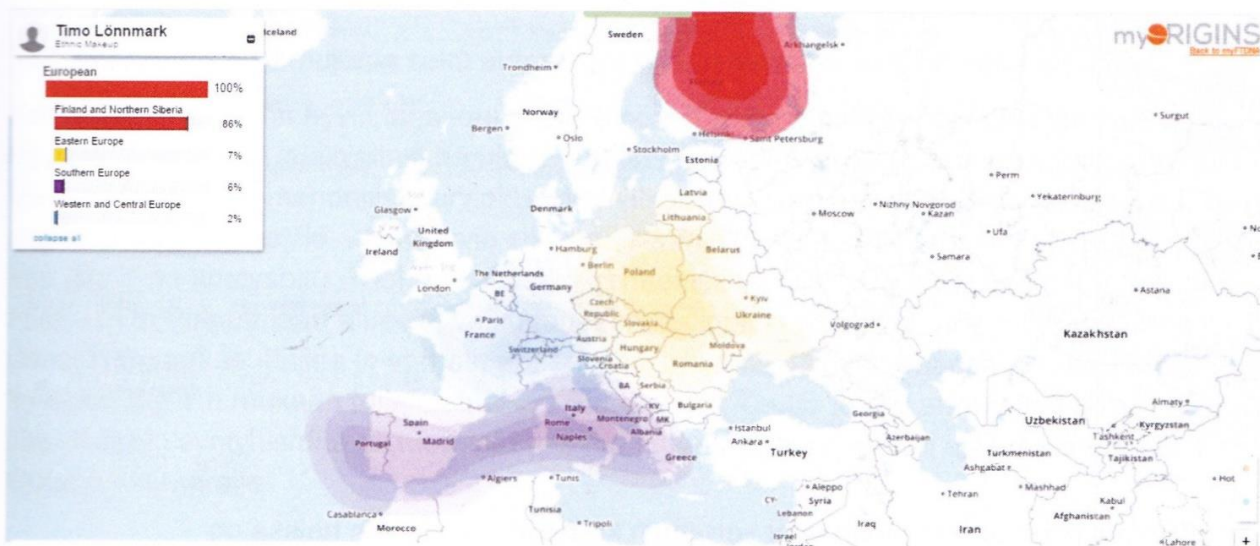 Timo Lönnmark
Ethnic Makeup
European
100%
Finland and Northern Siberia
86%
Eastern Europe
7%
Southern Europe
6%
Western and Central Europe
2%
collapse all
myORIGINS
Back to myFTDNA
Iceland
Sweden
Arkhangelsk
Trondheim
Norway
Surgut
Bergen
Oslo
Helsinki
Saint Petersburg
Stockholm
Estonia
Perm
Latvia
Yekaterinburg
Glasgow
Denmark
Lithuania
Moscow
Nizhny Novgorod
Kazan
United
Kingdom
Ireland
Ufa
Hamburg
Belarus
Samara
The Netherlands
Berlin
Poland
London
BE
Germany
Kyiv
Astana
Czech
Republic
Ukraine
Paris
Slovakia
Volgograd
France
Kazakhstan
Austria
Hungary
Moldova
Switzerland
Slovenia
Croatia
Romania
BA
Serbia
Italy
KV
Bulgaria
Almaty
Spain
Rome
Montenegro
MK
Georgia
Uzbekistan
Kyrgyzstan
Portugal
Madrid
Naples
Albania
Istanbul
Ankara
Azerbaijan
Tashkent
Turkey
Greece
Turkmenistan
Tajikistan
Ashgabat
Algiers
Tunis
Aleppo
Mashhad
Hot
Syria
Tehran
CY
Kabul
Casablanca
Tunisia
Lebanon
Afghanistan
Morocco
Tripoli
Iraq
Iran
Israel
Lahore
+